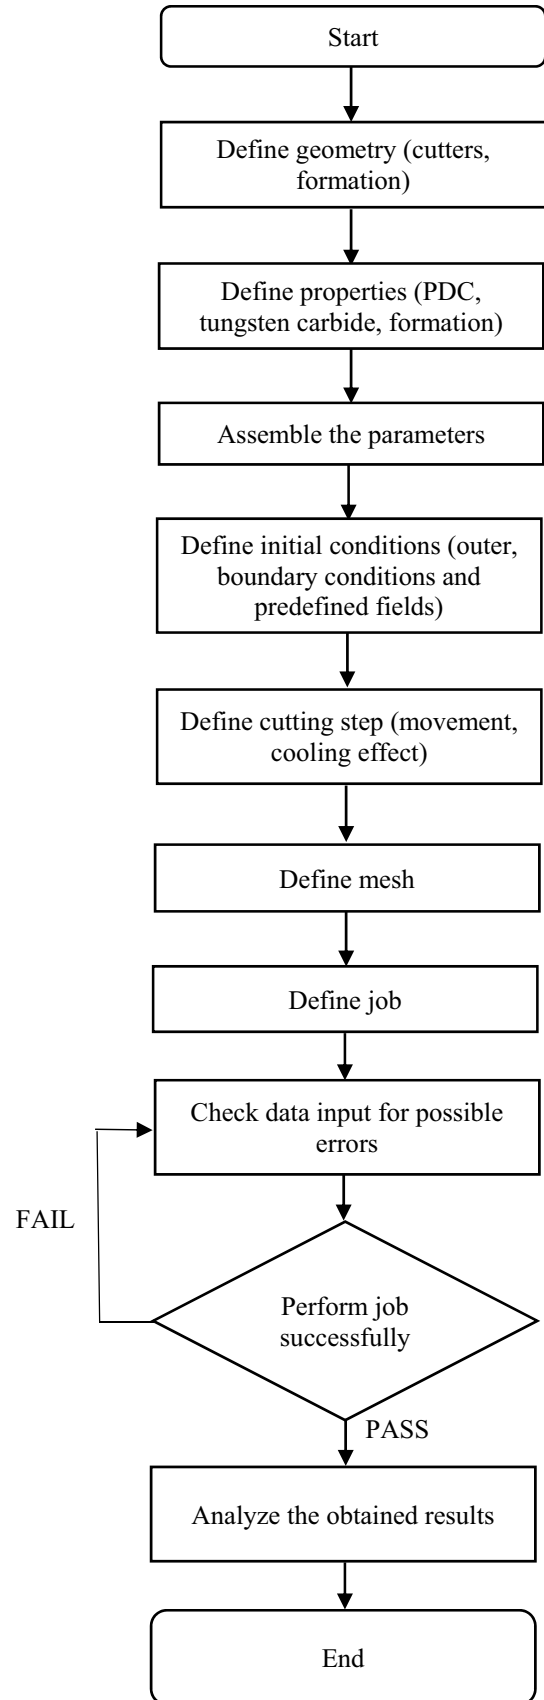 Start
Define geometry (cutters,
formation)
Define properties (PDC,
tungsten carbide, formation)
Assemble the parameters
Define initial conditions (outer,
boundary conditions and
predefined fields)
Define cutting step (movement,
cooling effect)
Define mesh
Define job
Check data input for possible
errors
FAIL
Perform job
successfully
PASS
Analyze the obtained results
End